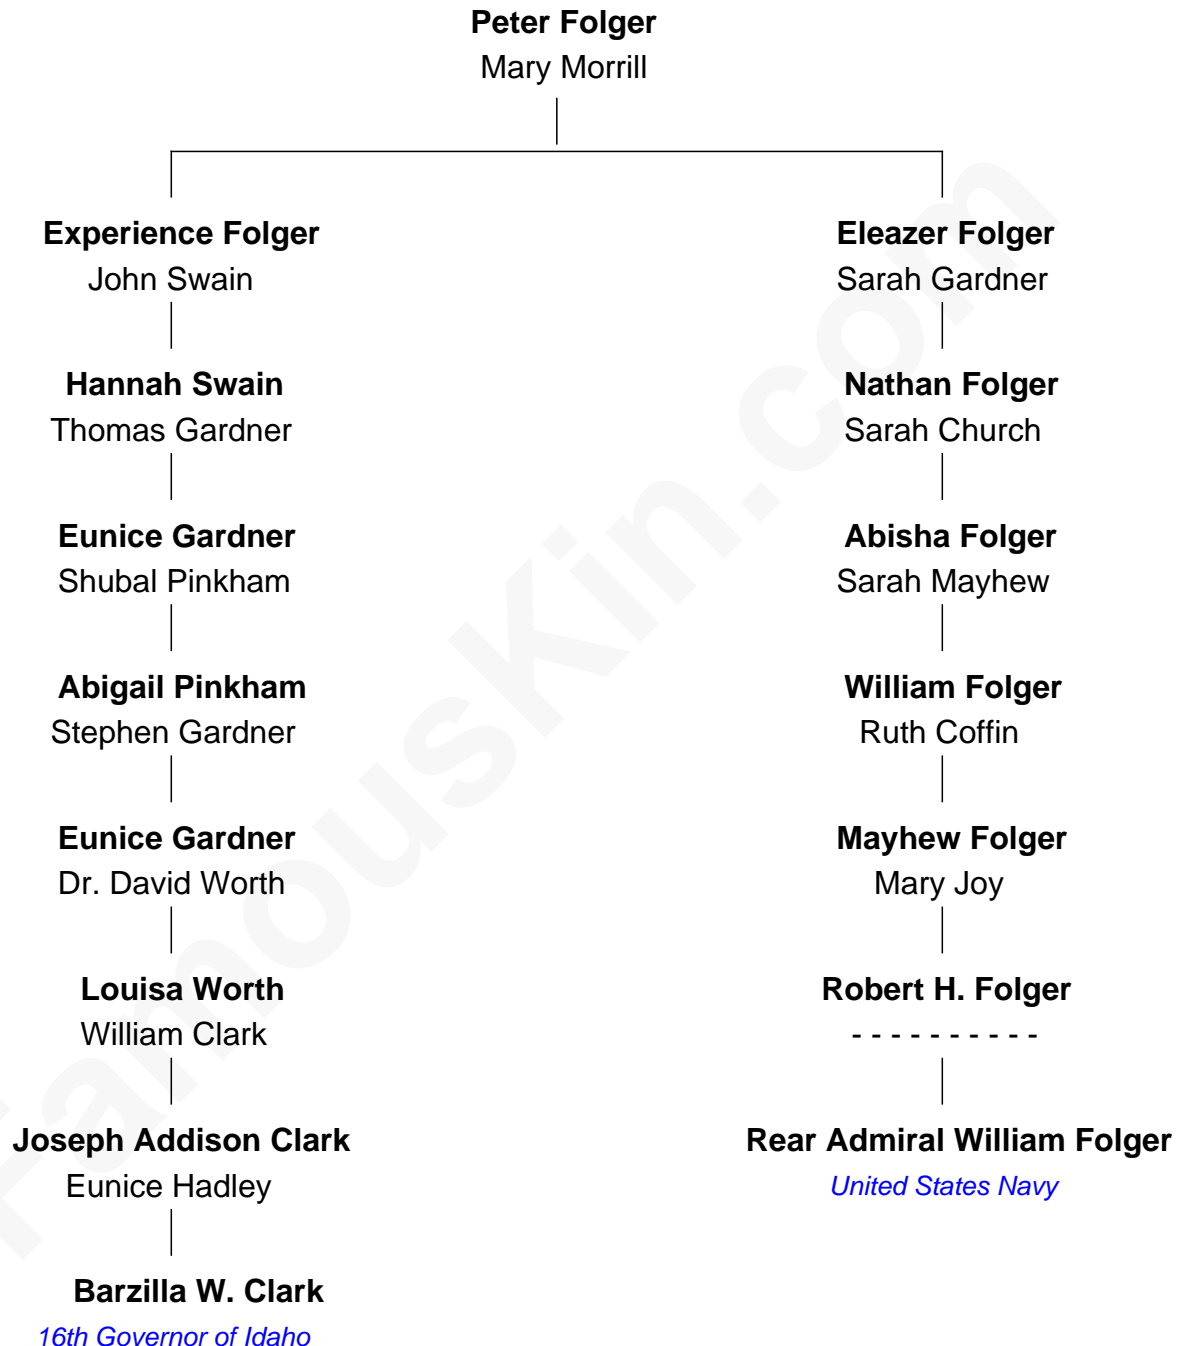 Peter Folger
Mary Morrill
Experience Folger
John Swain
Eleazer Folger
Sarah Gardner
Hannah Swain
Thomas Gardner
Nathan Folger
Sarah Church
Eunice Gardner
Shubal Pinkham
Abisha Folger
Sarah Mayhew
Abigail Pinkham
Stephen Gardner
William Folger
Ruth Coffin
Eunice Gardner
Dr. David Worth
Mayhew Folger
Mary Joy
Louisa Worth
William Clark
Robert H. Folger
- - - - - - - - - -
Joseph Addison Clark
Eunice Hadley
Rear Admiral William Folger
United States Navy
Barzilla W. Clark
16th Governor of Idaho
FamousKin.com